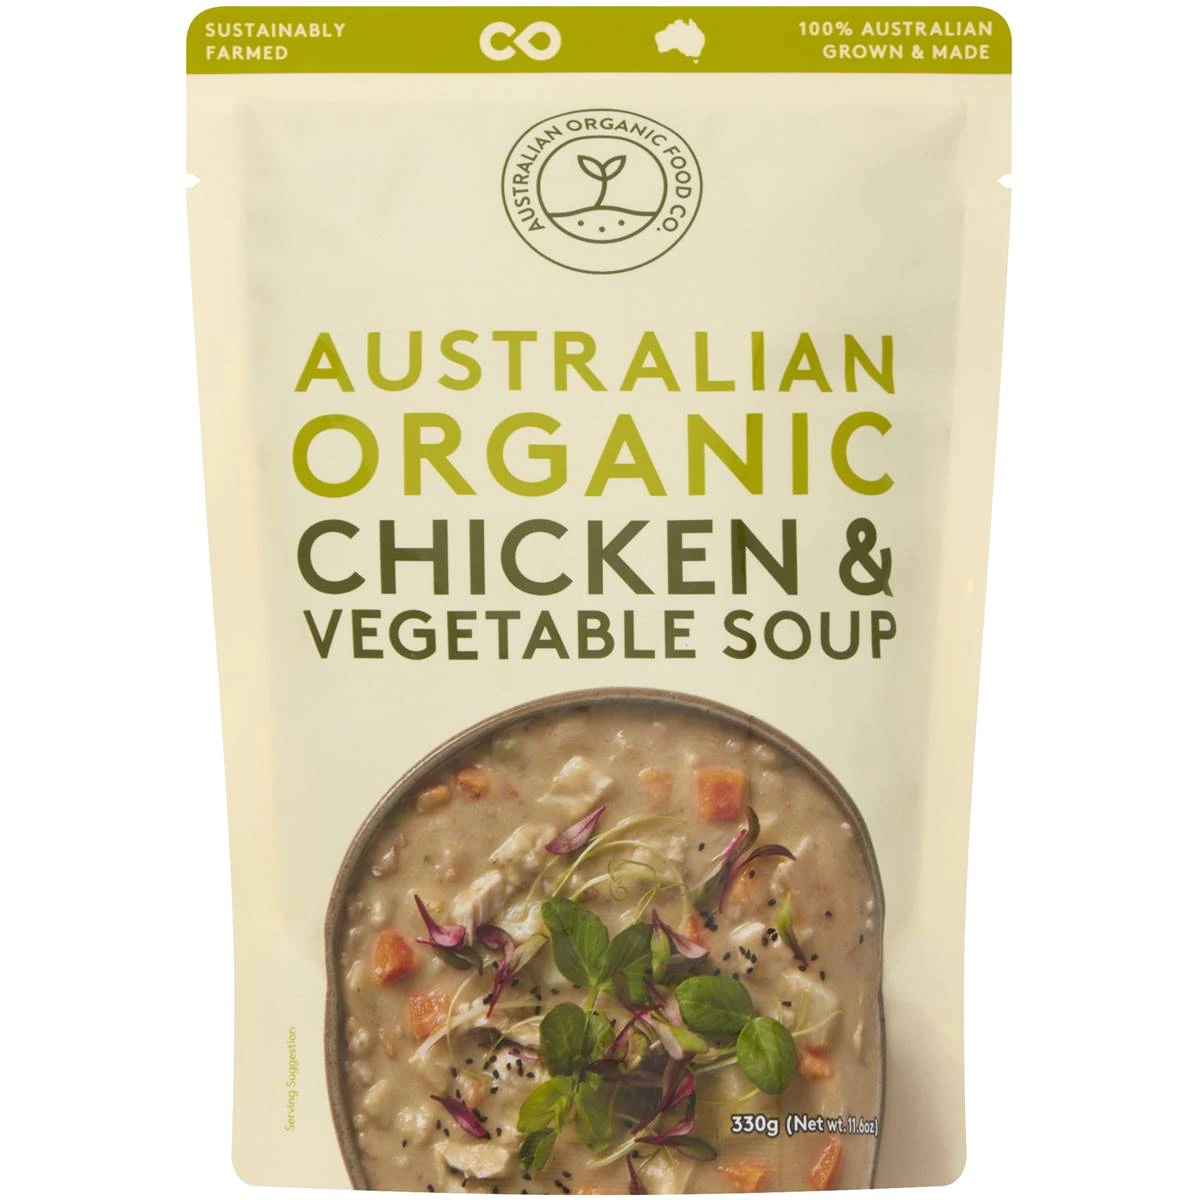 SUSTAINABLY
FARMED
100% AUSTRALIAN
GROWN & MADE
AUSTRALIAN ORGANIC FOOD CO.
AUSTRALIAN
ORGANIC
CHICKEN &
VEGETABLE SOUP
Serving Suggestion
330g (Net wt. 11.6oz)